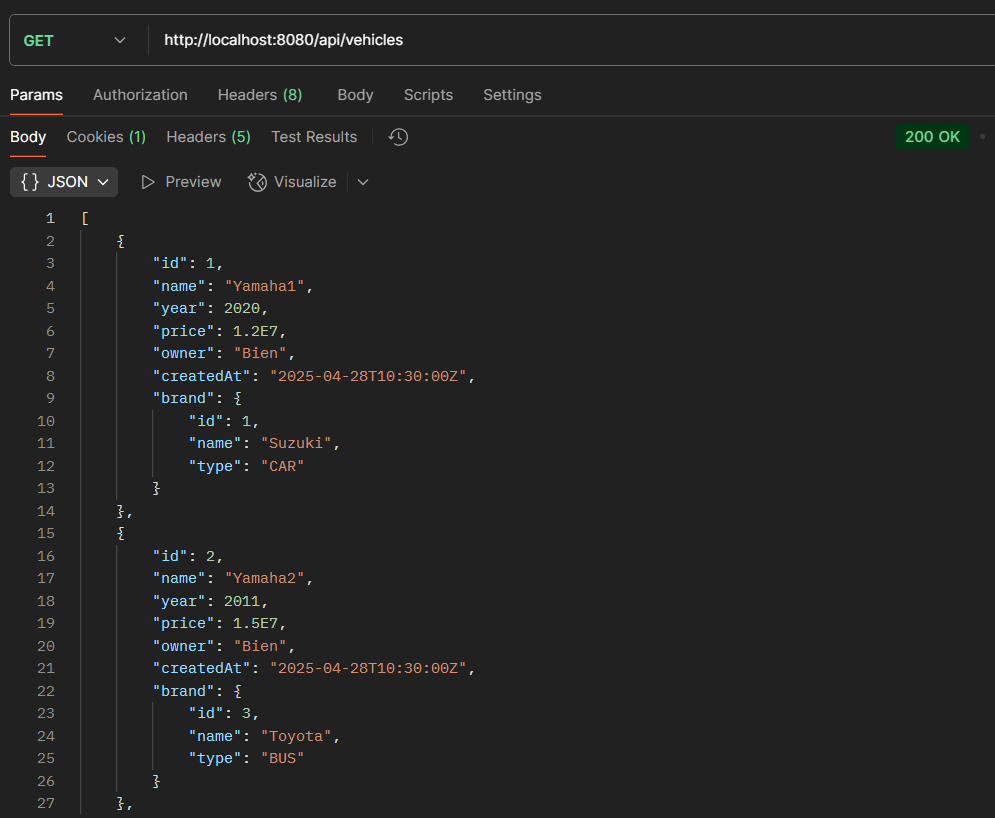 GET http://localhost:8080/api/vehicles
Params Authorization Headers (8) Body Scripts Settings
Body Cookies (1) Headers (5) Test Results 200 OK
{} JSON Preview Visualize
1 [
2 {
3 "id": 1,
4 "name": "Yamaha1",
5 "year": 2020,
6 "price": 1.2E7,
7 "owner": "Bien",
8 "createdAt": "2025-04-28T10:30:00Z",
9 "brand": {
10 "id": 1,
11 "name": "Suzuki",
12 "type": "CAR"
13 }
14 },
15 {
16 "id": 2,
17 "name": "Yamaha2",
18 "year": 2011,
19 "price": 1.5E7,
20 "owner": "Bien",
21 "createdAt": "2025-04-28T10:30:00Z",
22 "brand": {
23 "id": 3,
24 "name": "Toyota",
25 "type": "BUS"
26 }
27 },